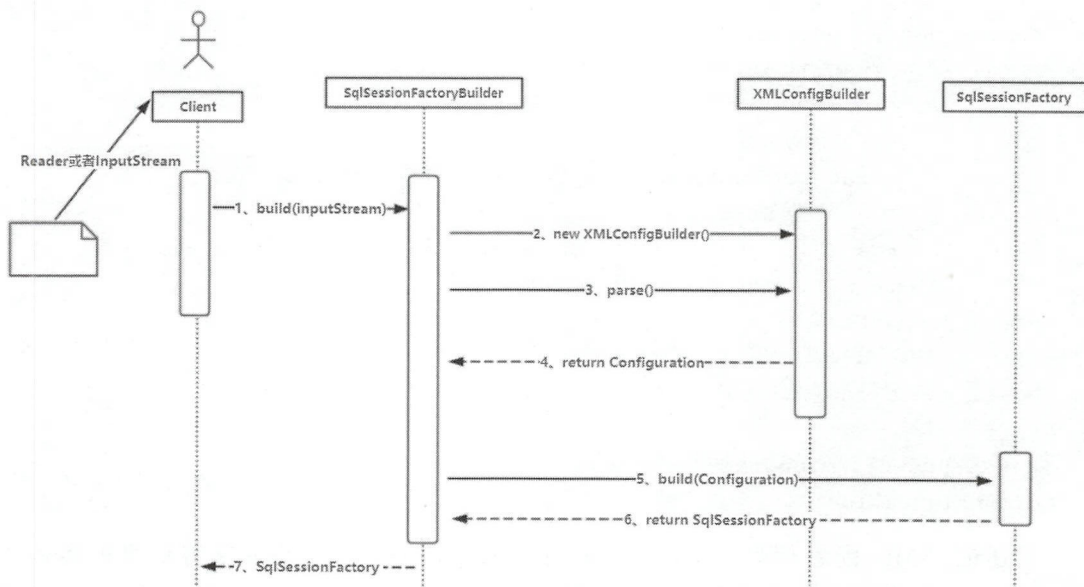 SqlSessionFactoryBuilder
XMLConfigBuilder
SqlSessionFactory
Client
Reader或者InputStream
1、build(inputStream)
2、new XMLConfigBuilder()
3、parse()
4、return Configuration
5、build(Configuration)
6、return SqlSessionFactory
7、SqlSessionFactory